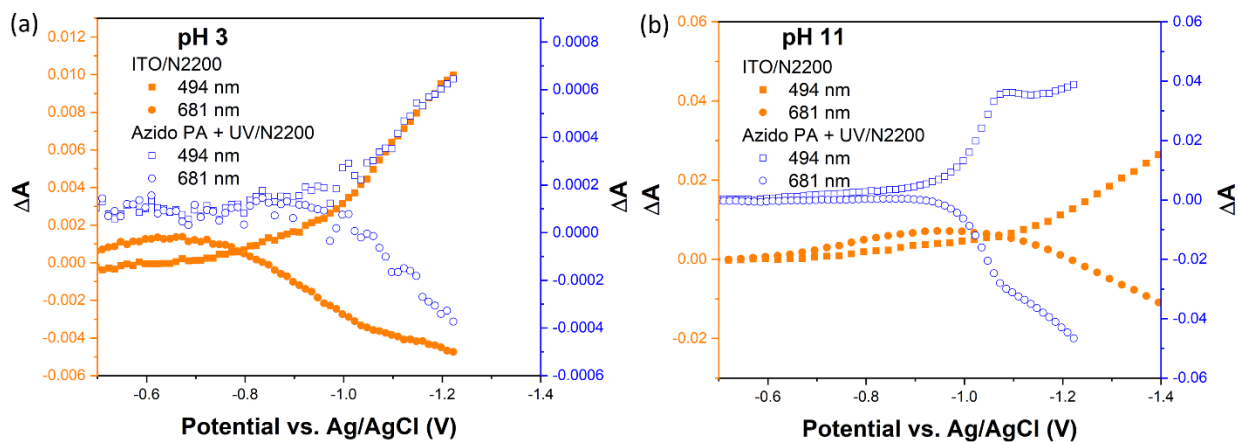 (a)
pH 3
ITO/N2200
494 nm
681 nm
Azido PA + UV/N2200
494 nm
681 nm
ΔA
0.012
0.010
0.008
0.006
0.004
0.002
0.000
-0.002
-0.004
-0.006
0.0008
0.0006
0.0004
0.0002
0.0000
-0.0002
-0.0004
-0.0006
ΔA
-0.6
-0.8
-1.0
-1.2
-1.4
Potential vs. Ag/AgCl (V)
(b)
pH 11
ITO/N2200
494 nm
681 nm
Azido PA + UV/N2200
494 nm
681 nm
ΔA
0.06
0.04
0.02
0.00
-0.02
0.06
0.04
0.02
0.00
-0.02
-0.04
-0.06
ΔA
-0.6
-0.8
-1.0
-1.2
-1.4
Potential vs. Ag/AgCl (V)